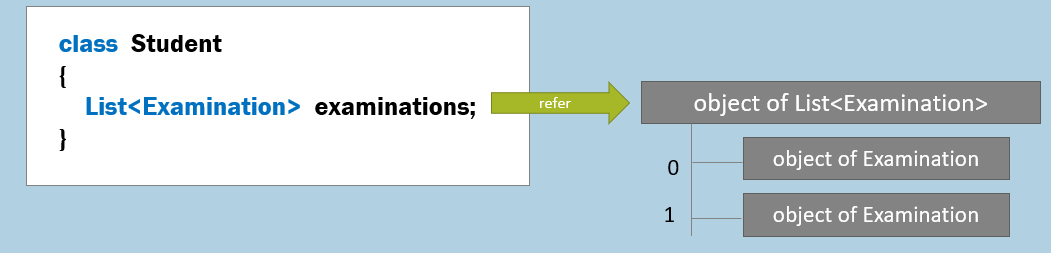 class Student
{
List<Examination> examinations;
}
refer
object of List<Examination>
0
object of Examination
1
object of Examination